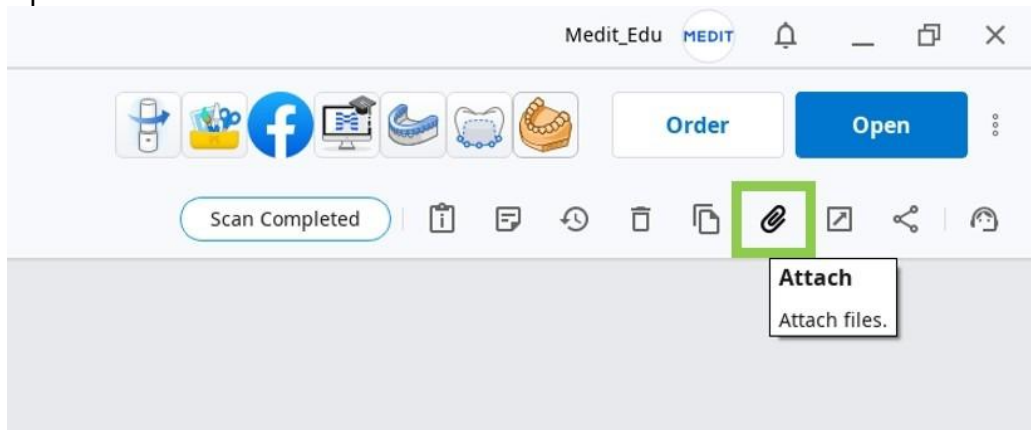 Medit_Edu MEDIT
Order Open
Scan Completed
Attach
Attach files.